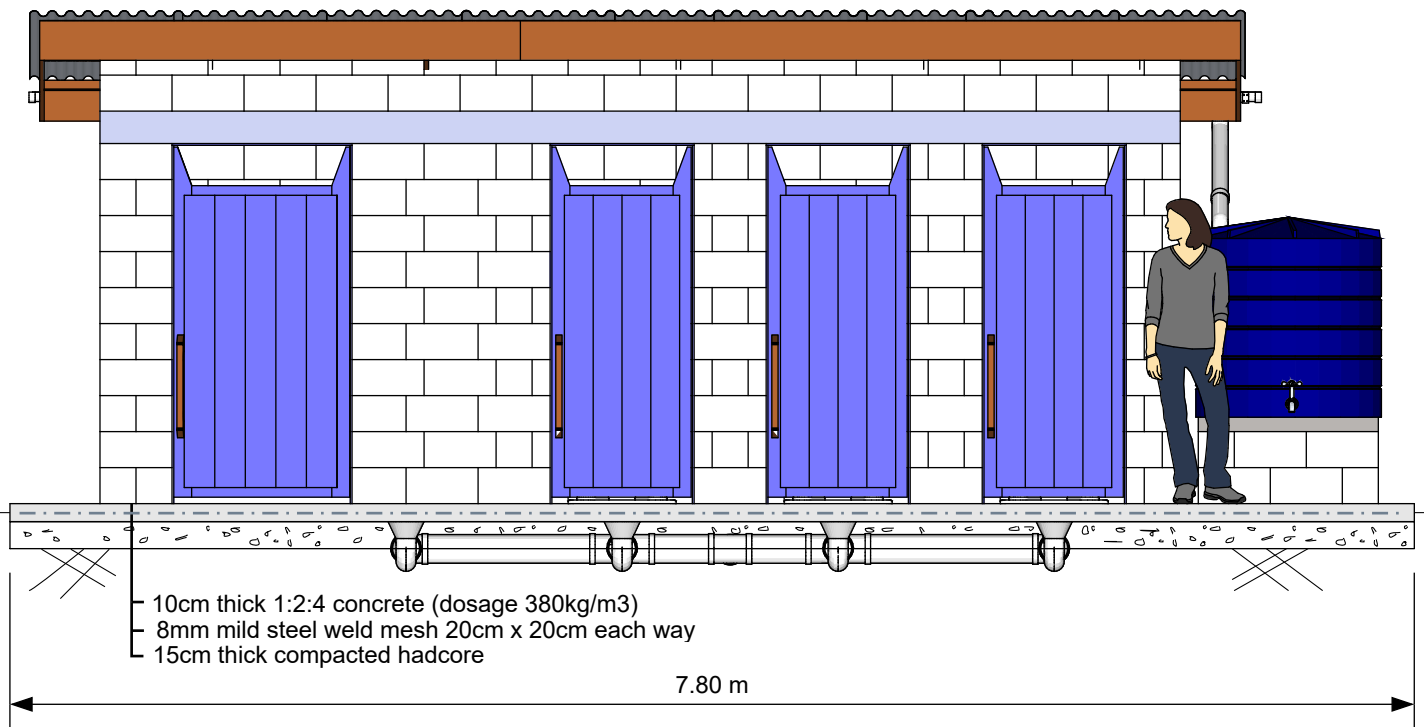 10cm thick 1:2:4 concrete (dosage 380kg/m3)
8mm mild steel weld mesh 20cm x 20cm each way
15cm thick compacted hadcore
7.80 m